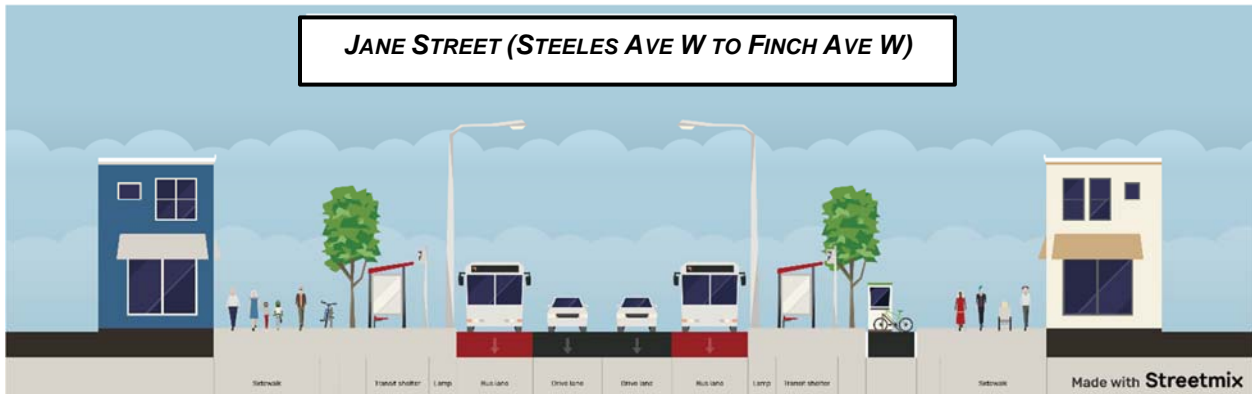 JANE STREET (STEELES AVE W TO FINCH AVE W)
Sidewalk Transit shelter Lamp Bus lane Drive lane Drive lane Bus lane Lamp Transit shelter Sidewalk
Made with Streetmix